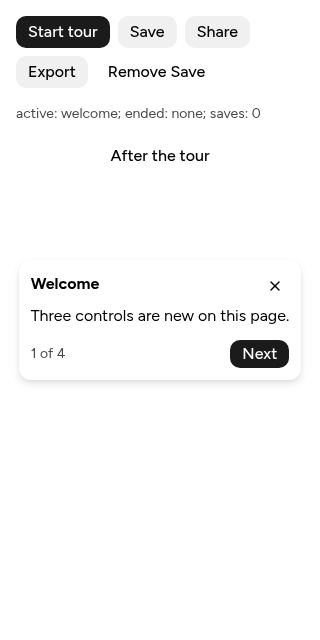 Start tour Save Share
Export Remove Save
active: welcome; ended: none; saves: 0
After the tour
Welcome ×
Three controls are new on this page.
1 of 4 Next